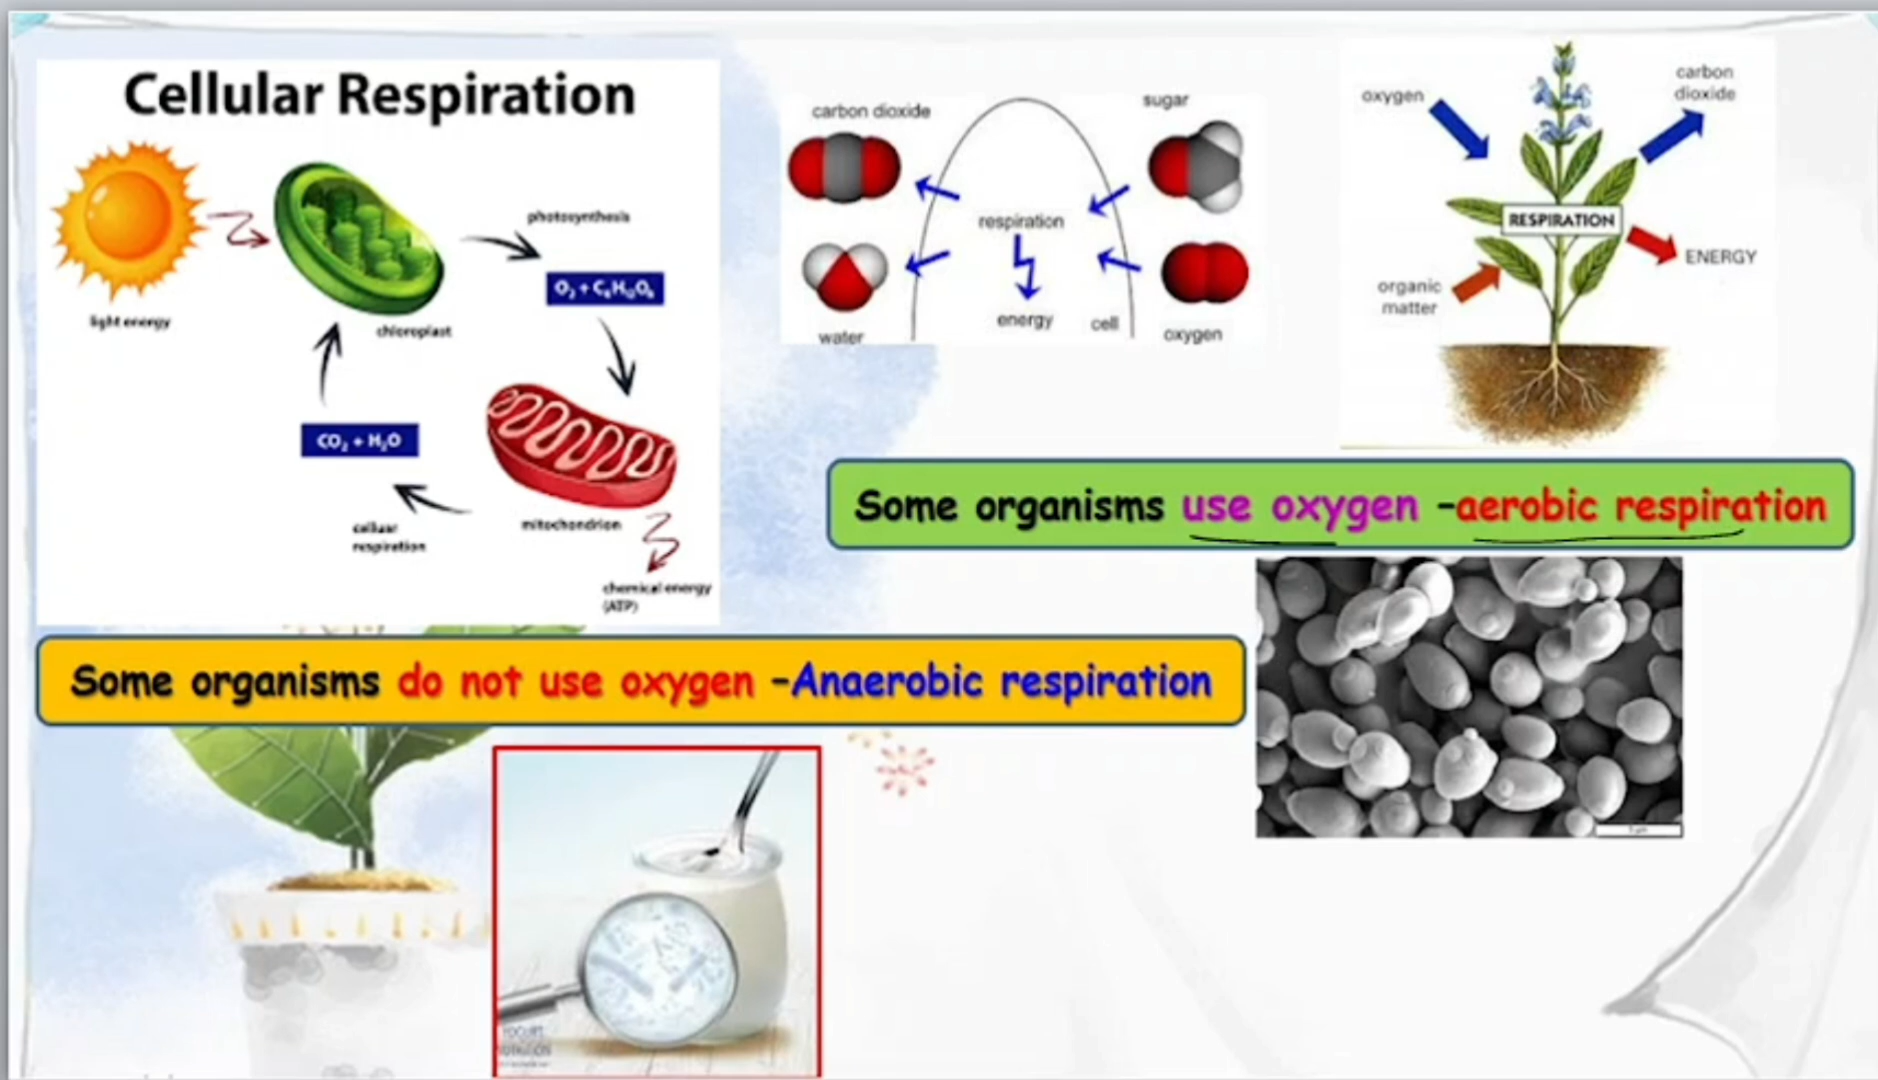 Cellular Respiration
light energy
chloroplast
photosynthesis
O₂ + C₆H₁₂O₆
CO₂ + H₂O
celluar
respiration
mitochondrion
chemical energy
(ATP)
carbon dioxide
sugar
respiration
water
energy
cell
oxygen
oxygen
carbon
dioxide
RESPIRATION
ENERGY
organic
matter
Some organisms use oxygen -aerobic respiration
Some organisms do not use oxygen -Anaerobic respiration